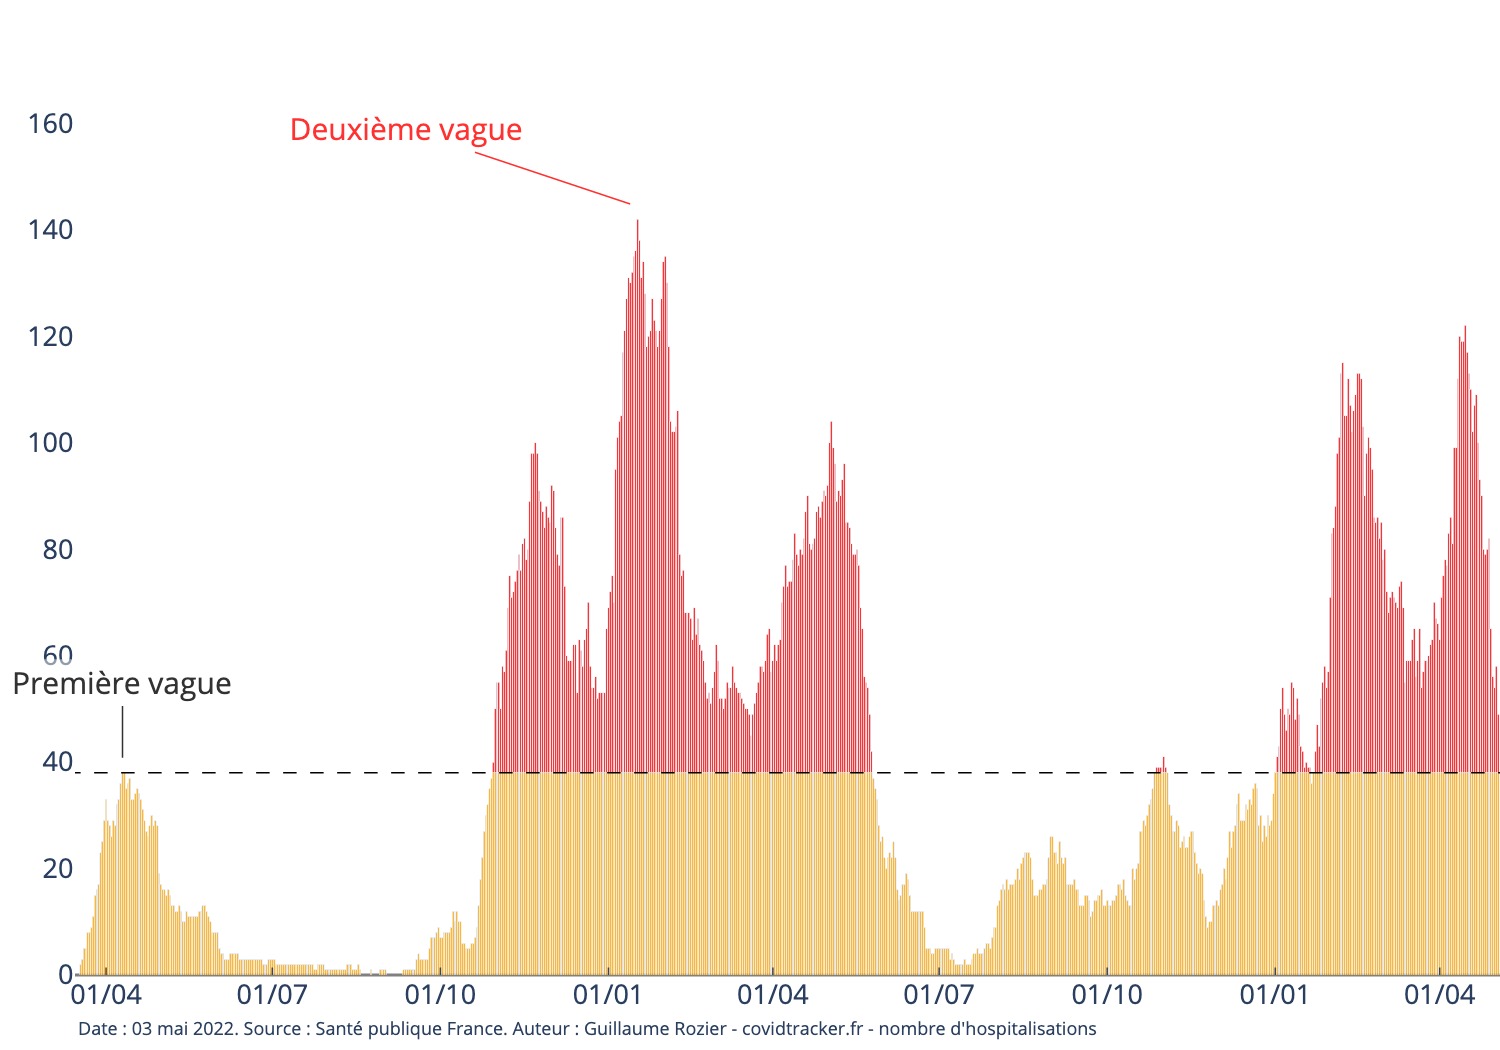 160
Deuxième vague
140
120
100
80
60
Première vague
40
20
0
01/04 01/07 01/10 01/01 01/04 01/07 01/10 01/01 01/04
Date : 03 mai 2022. Source : Santé publique France. Auteur : Guillaume Rozier - covidtracker.fr - nombre d'hospitalisations